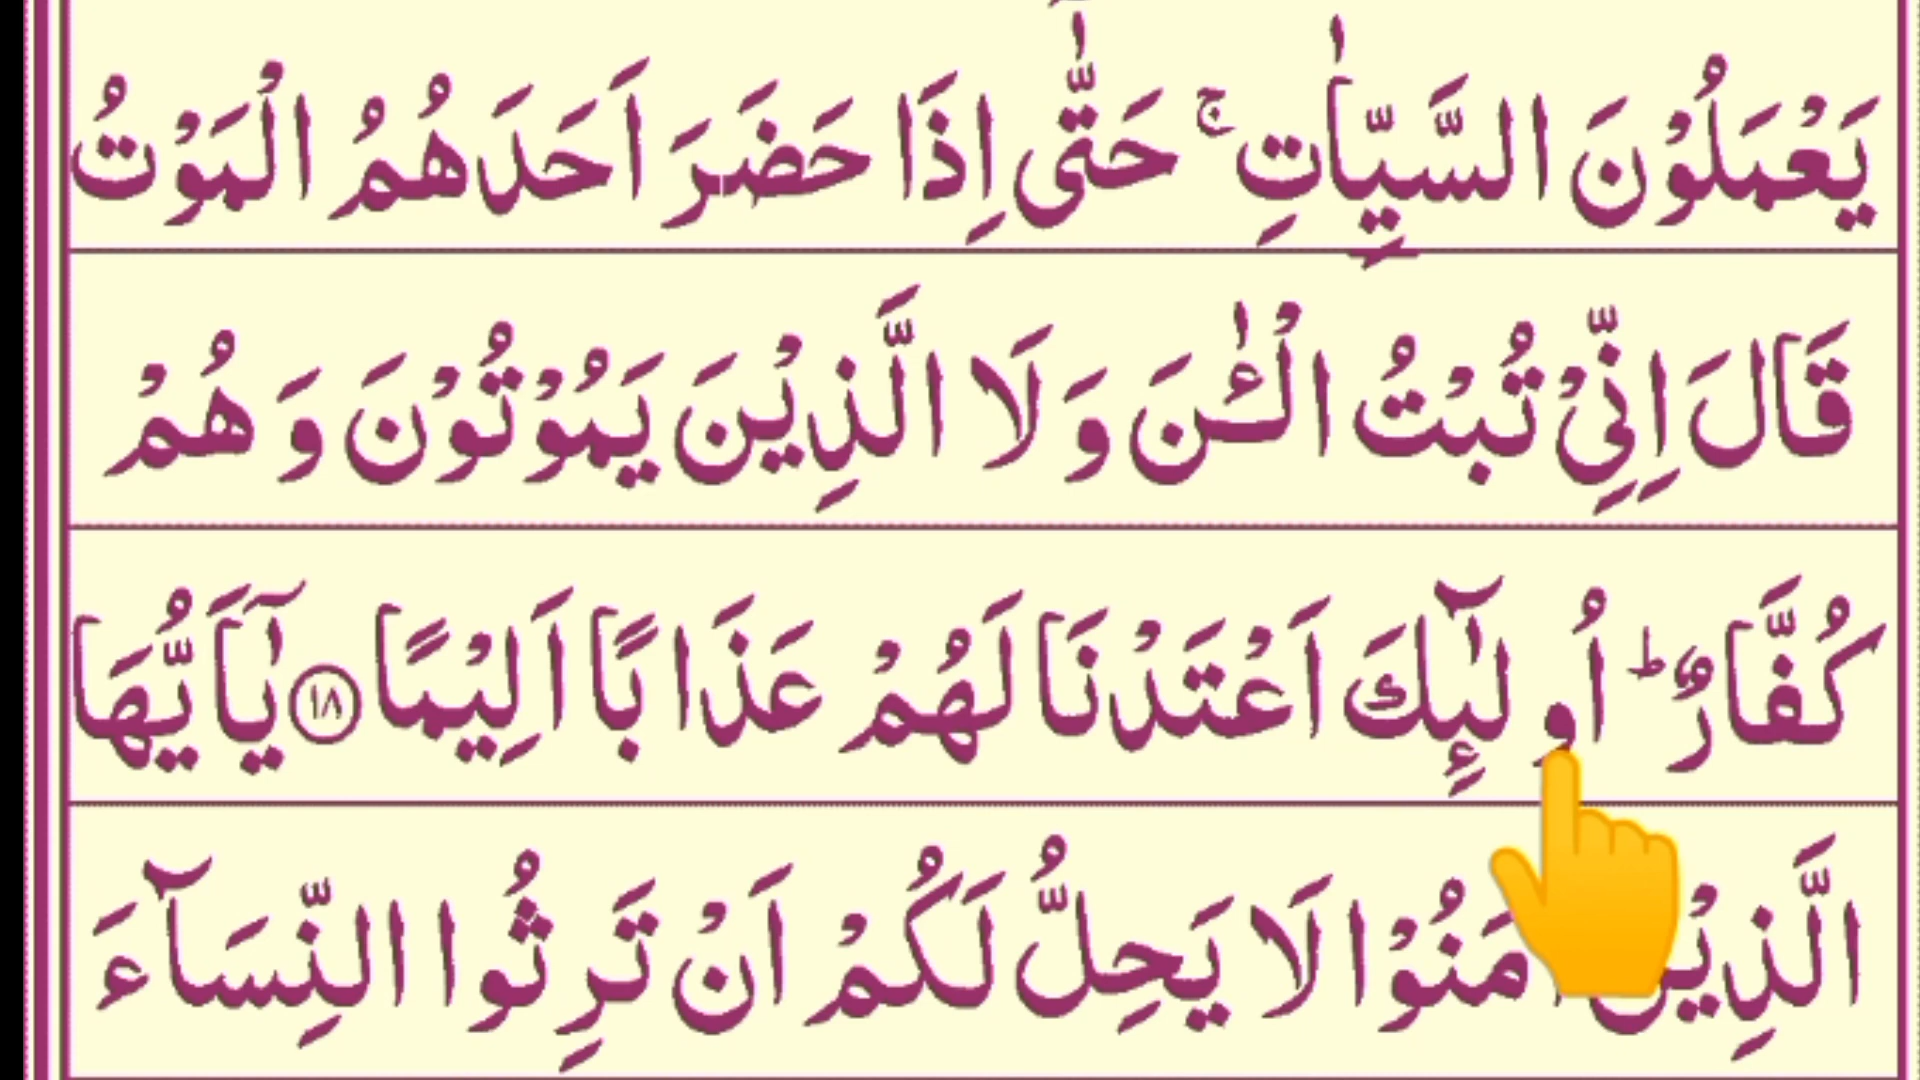 يَعْمَلُوْنَ السَّيِّاٰتِ ۚ حَتّٰۤى اِذَا حَضَرَ اَحَدَهُمُ الْمَوْتُ
قَالَ اِنِّىْ تُبْتُ الْـٰٔنَ وَلَا الَّذِيْنَ يَمُوْتُوْنَ وَهُمْ
كُفَّارٌ ؕ اُولٰٓئِكَ اَعْتَدْنَا لَهُمْ عَذَابًا اَلِيْمًا ۱۸ يٰۤاَيُّهَا
الَّذِيْنَ اٰمَنُوْا لَا يَحِلُّ لَكُمْ اَنْ تَرِثُوا النِّسَآءَ